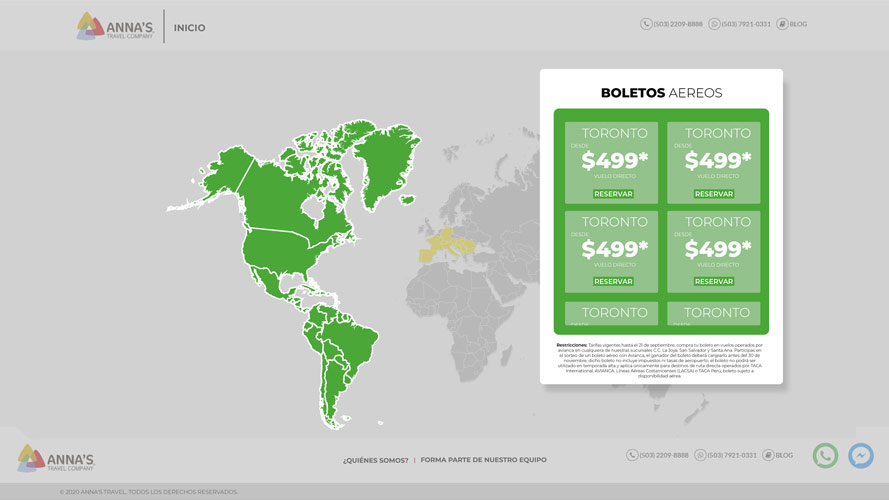 ANNA'S
TRAVEL COMPANY
INICIO
(503) 2209-8888
(503) 7921-0331
BLOG
BOLETOS AEREOS
TORONTO
DESDE
$499*
VUELO DIRECTO
RESERVAR
TORONTO
DESDE
$499*
VUELO DIRECTO
RESERVAR
TORONTO
DESDE
$499*
VUELO DIRECTO
RESERVAR
TORONTO
DESDE
$499*
VUELO DIRECTO
RESERVAR
TORONTO
TORONTO
Restricciones: Tarifas vigentes hasta el 21 de septiembre, compra tu boleto en vuelos operados por
avianca en cualquiera de nuestras sucursales C.C. La Joya, San Salvador y Santa Ana. Participas en
el sorteo de un boleto aéreo con Avianca, el ganador del boleto deberá canjearlo antes del 30 de
noviembre, dicho boleto no incluye impuestos ni tasas de aeropuerto, el boleto no podrá ser
utilizado en temporada alta y aplica únicamente para destinos de ruta directa operados por TACA
International, AVIANCA, Líneas Aéreas Costarricenses (LACSA) o TACA Perú, boleto sujeto a
disponibilidad aérea.
ANNA'S
TRAVEL COMPANY
¿QUIÉNES SOMOS? | FORMA PARTE DE NUESTRO EQUIPO
(503) 2209-8888
(503) 7921-0331
BLOG
© 2020 ANNA'S TRAVEL. TODOS LOS DERECHOS RESERVADOS.